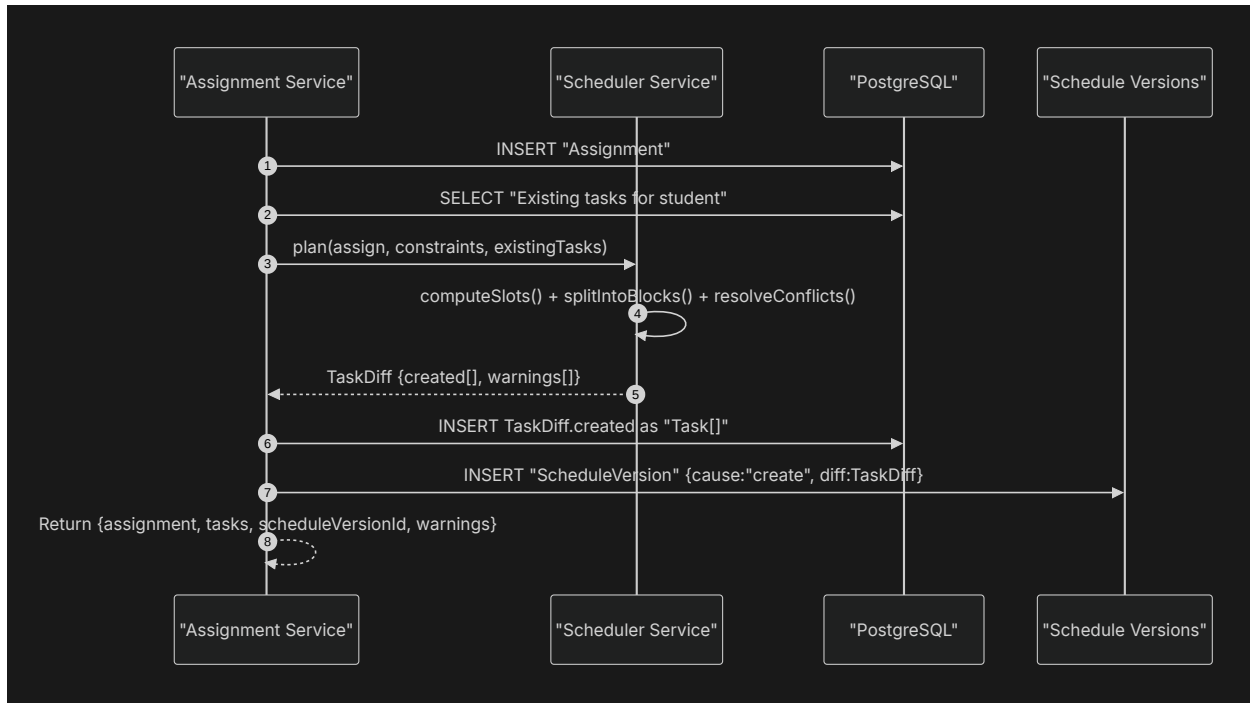 "Assignment Service"
"Scheduler Service"
"PostgreSQL"
"Schedule Versions"
INSERT "Assignment"
1
SELECT "Existing tasks for student"
2
plan(assign, constraints, existingTasks)
3
computeSlots() + splitIntoBlocks() + resolveConflicts()
4
TaskDiff {created[], warnings[]}
5
INSERT TaskDiff.created as "Task[]"
6
INSERT "ScheduleVersion" {cause:"create", diff:TaskDiff}
7
Return {assignment, tasks, scheduleVersionId, warnings}
8
"Assignment Service"
"Scheduler Service"
"PostgreSQL"
"Schedule Versions"